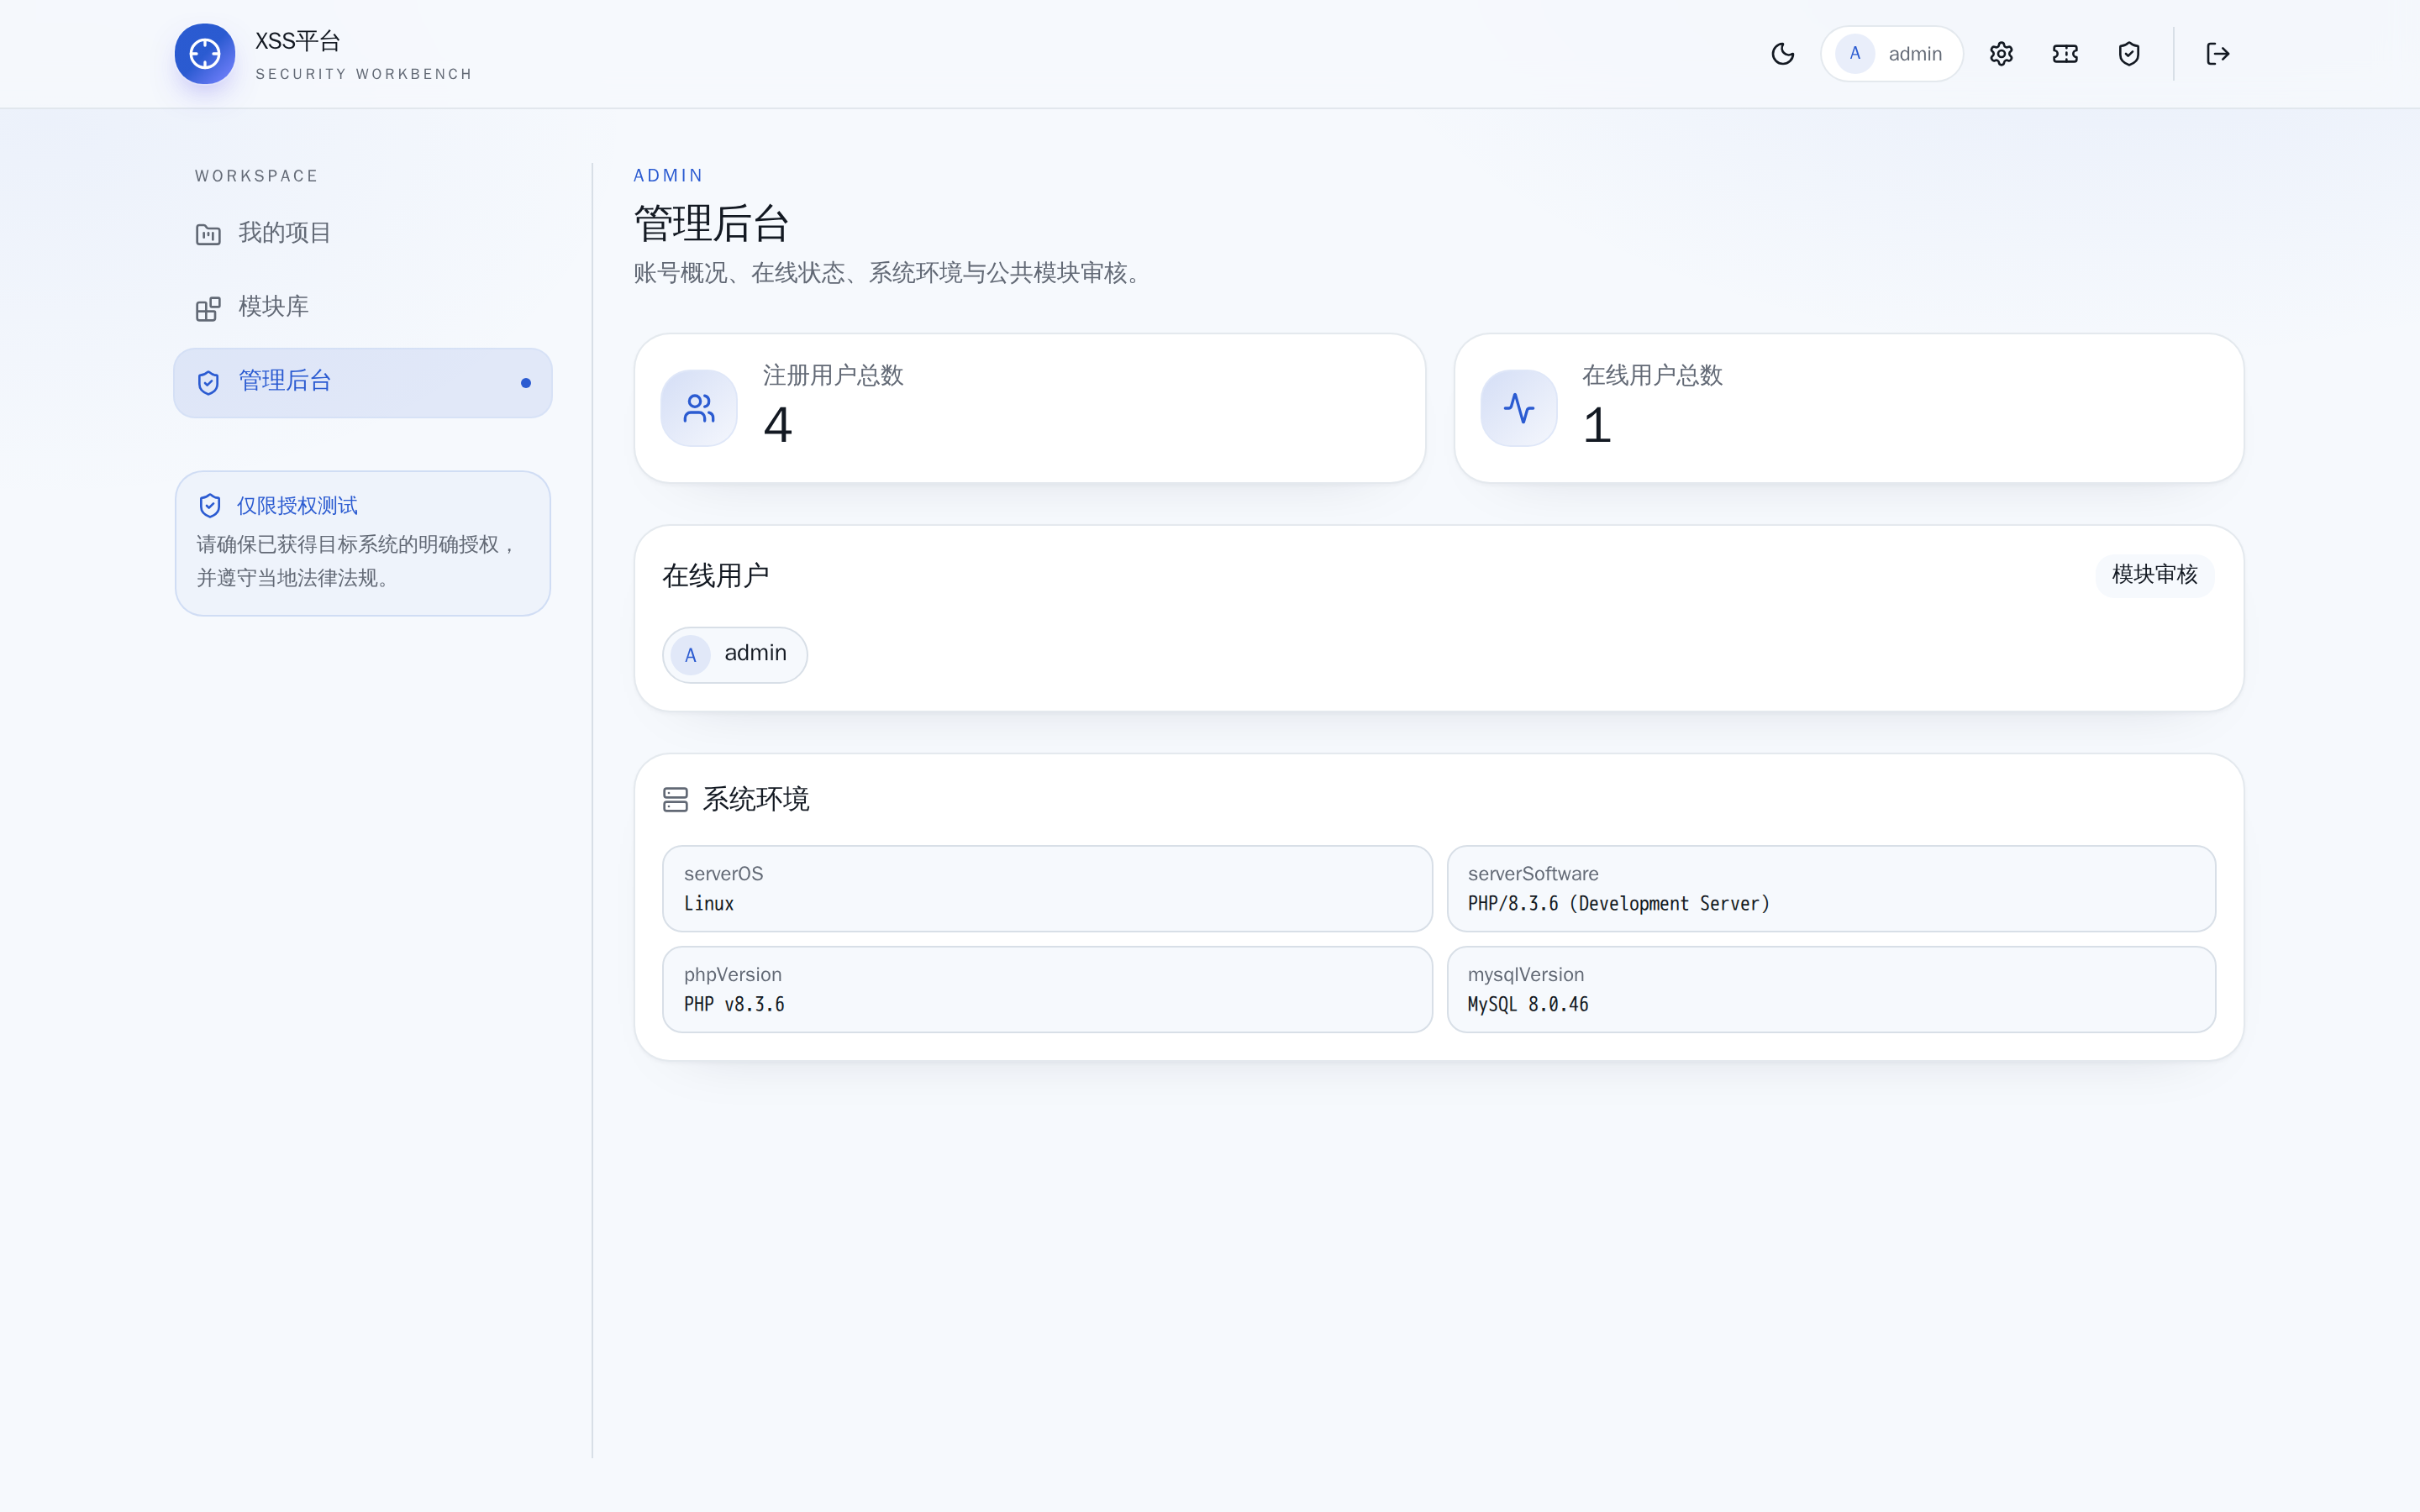 XSS平台
SECURITY WORKBENCH
A admin
WORKSPACE
我的项目
模块库
管理后台
仅限授权测试
请确保已获得目标系统的明确授权，
并遵守当地法律法规。
ADMIN
管理后台
账号概况、在线状态、系统环境与公共模块审核。
注册用户总数
4
在线用户总数
1
在线用户
模块审核
A admin
系统环境
serverOS
Linux
serverSoftware
PHP/8.3.6 (Development Server)
phpVersion
PHP v8.3.6
mysqlVersion
MySQL 8.0.46